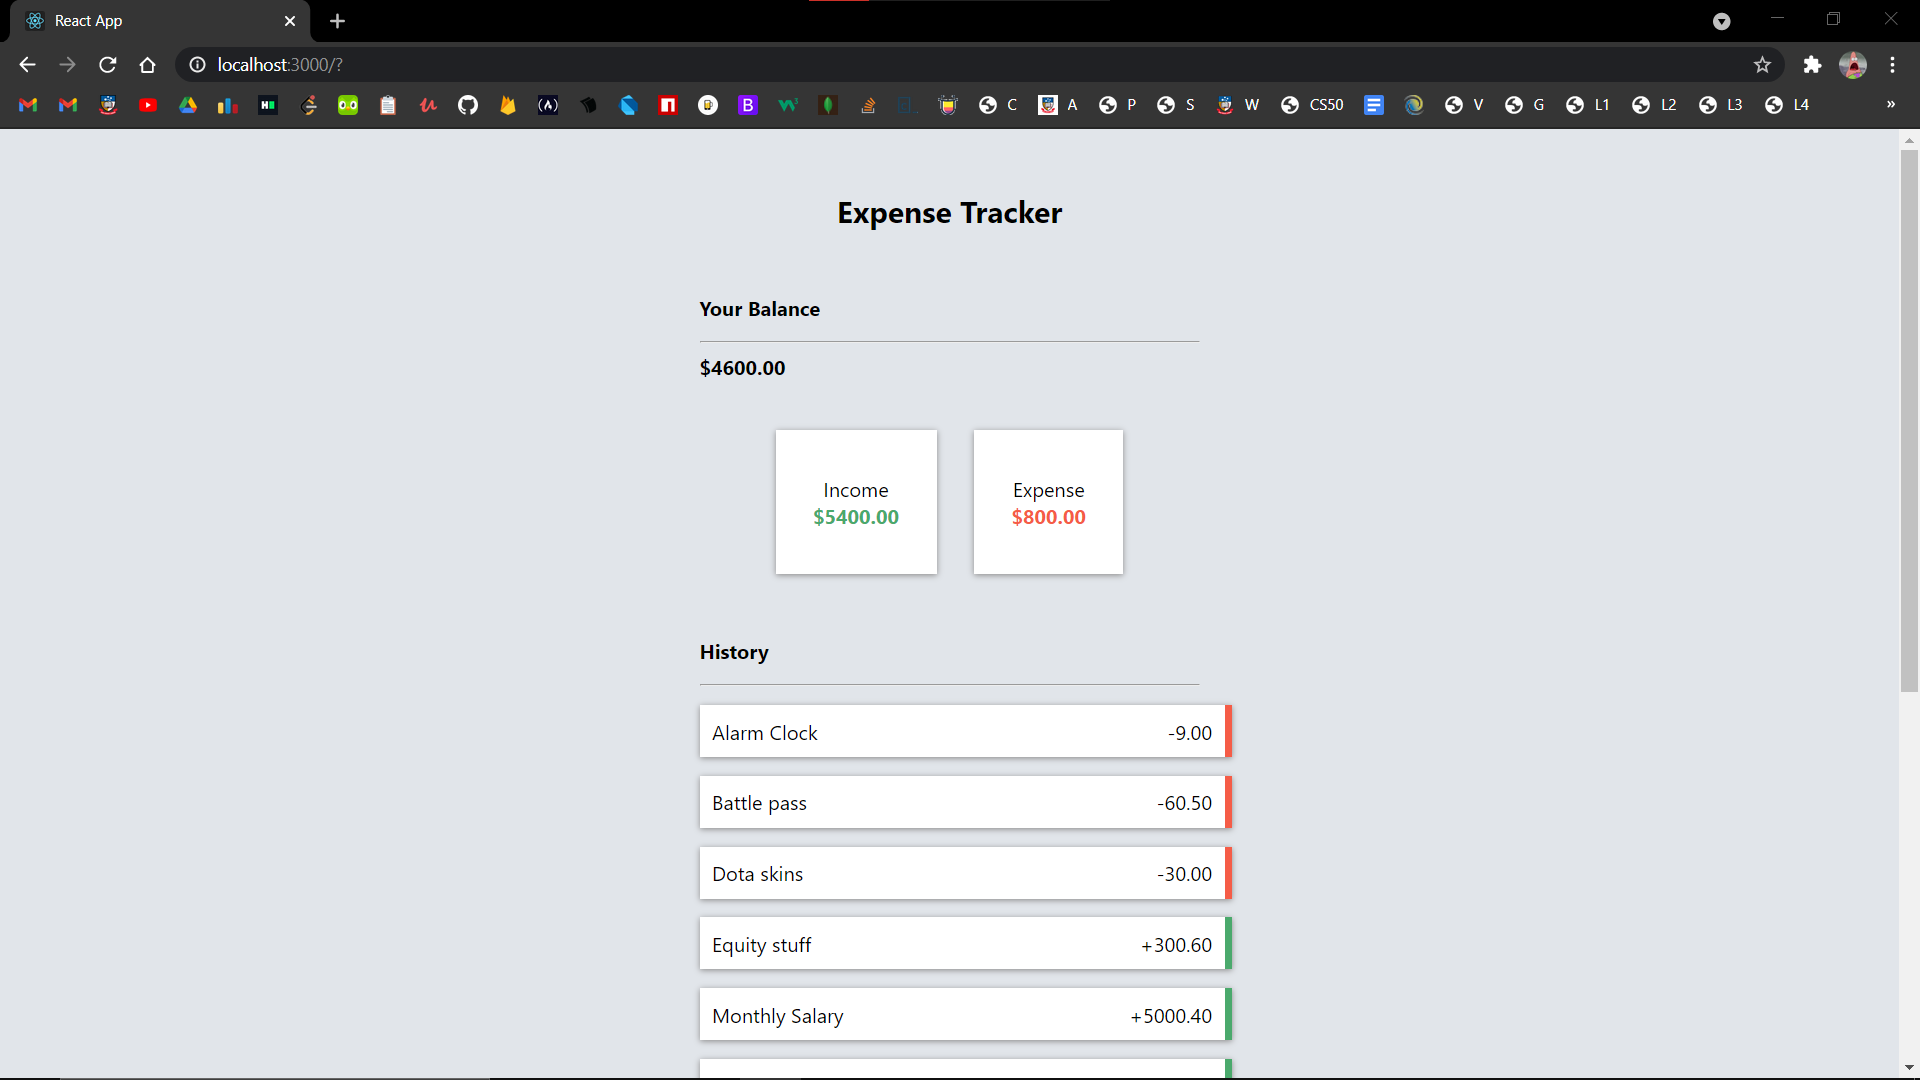 React App
localhost:3000/?
C A P S W CS50 V G L1 L2 L3 L4 »
Expense Tracker
Your Balance
$4600.00
Income Expense
$5400.00 $800.00
History
Alarm Clock -9.00
Battle pass -60.50
Dota skins -30.00
Equity stuff +300.60
Monthly Salary +5000.40